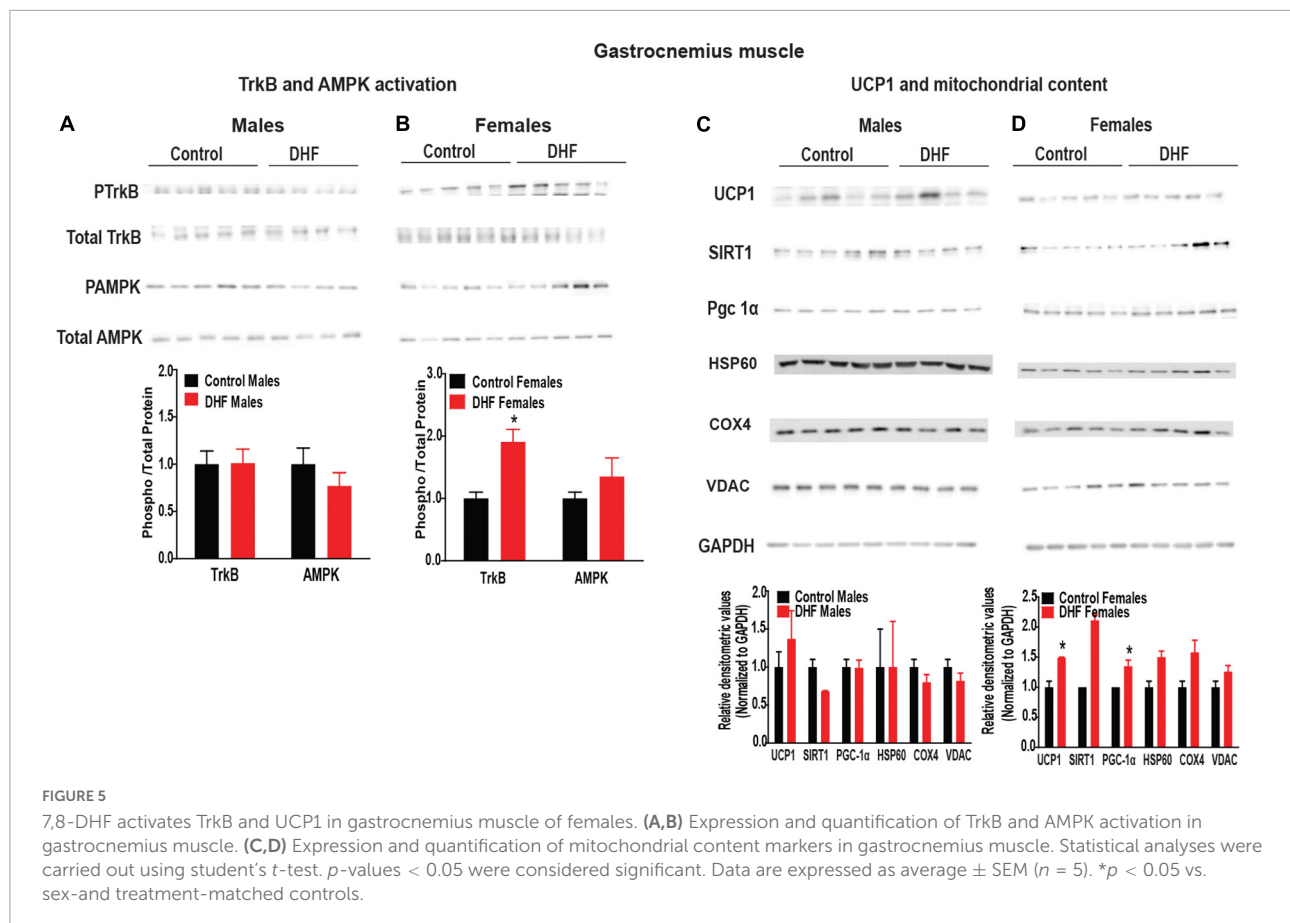 Gastrocnemius muscle
TrkB and AMPK activation
UCP1 and mitochondrial content
A
Males
Control
DHF
B
Females
Control
DHF
PTrkB
Total TrkB
PAMPK
Total AMPK
Phospho /Total Protein
2.0
1.5
1.0
0.5
0.0
Control Males
DHF Males
TrkB
AMPK
Phospho /Total Protein
3.0
2.0
1.0
0.0
Control Females
DHF Females
*
TrkB
AMPK
C
Males
Control
DHF
D
Females
Control
DHF
UCP1
SIRT1
Pgc 1α
HSP60
COX4
VDAC
GAPDH
Relative densitometric values
(Normalized to GAPDH)
2.0
1.5
1.0
0.5
0.0
Control Males
DHF Males
UCP1 SIRT1 PGC-1α HSP60 COX4 VDAC
Relative densitometric values
(Normalized to GAPDH)
2.5
2.0
1.5
1.0
0.5
0.0
Control Females
DHF Females
* *
UCP1 SIRT1 PGC-1α HSP60 COX4 VDAC
FIGURE 5
7,8-DHF activates TrkB and UCP1 in gastrocnemius muscle of females. (A,B) Expression and quantification of TrkB and AMPK activation in
gastrocnemius muscle. (C,D) Expression and quantification of mitochondrial content markers in gastrocnemius muscle. Statistical analyses were
carried out using student's t-test. p-values < 0.05 were considered significant. Data are expressed as average ± SEM (n = 5). *p < 0.05 vs.
sex-and treatment-matched controls.